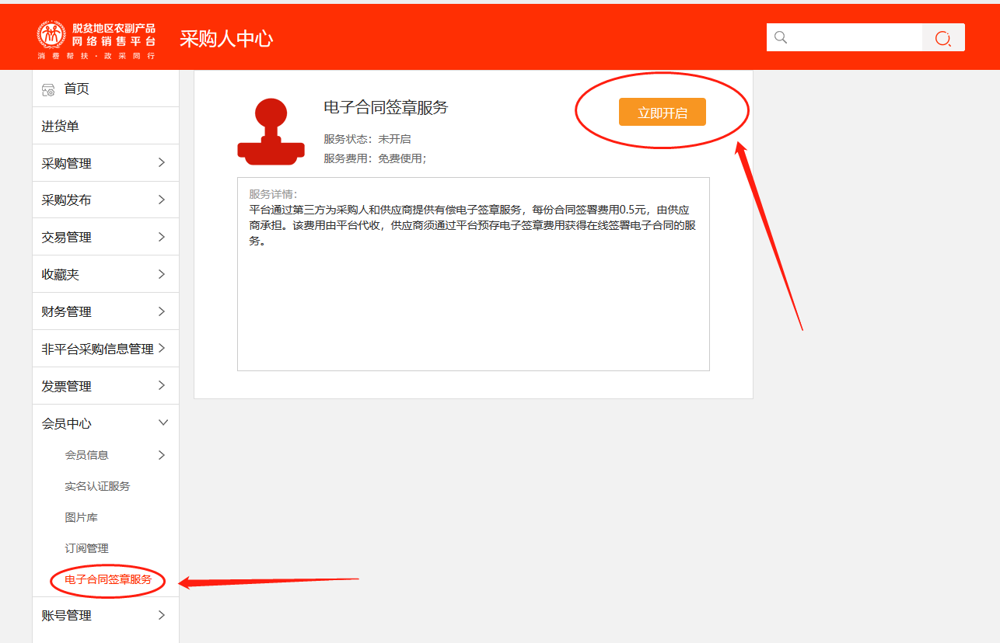 脱贫地区农副产品
网络销售平台
消费帮扶·政采同行
采购人中心
首页
进货单
采购管理
采购发布
交易管理
收藏夹
财务管理
非平台采购信息管理
发票管理
会员中心
会员信息
实名认证服务
图片库
订阅管理
电子合同签章服务
账号管理
电子合同签章服务
立即开启
服务状态：未开启
服务费用：免费使用；
服务详情：
平台通过第三方为采购人和供应商提供有偿电子签章服务，每份合同签署费用0.5元，由供应
商承担。该费用由平台代收，供应商须通过平台预存电子签章费用获得在线签署电子合同的服
务。